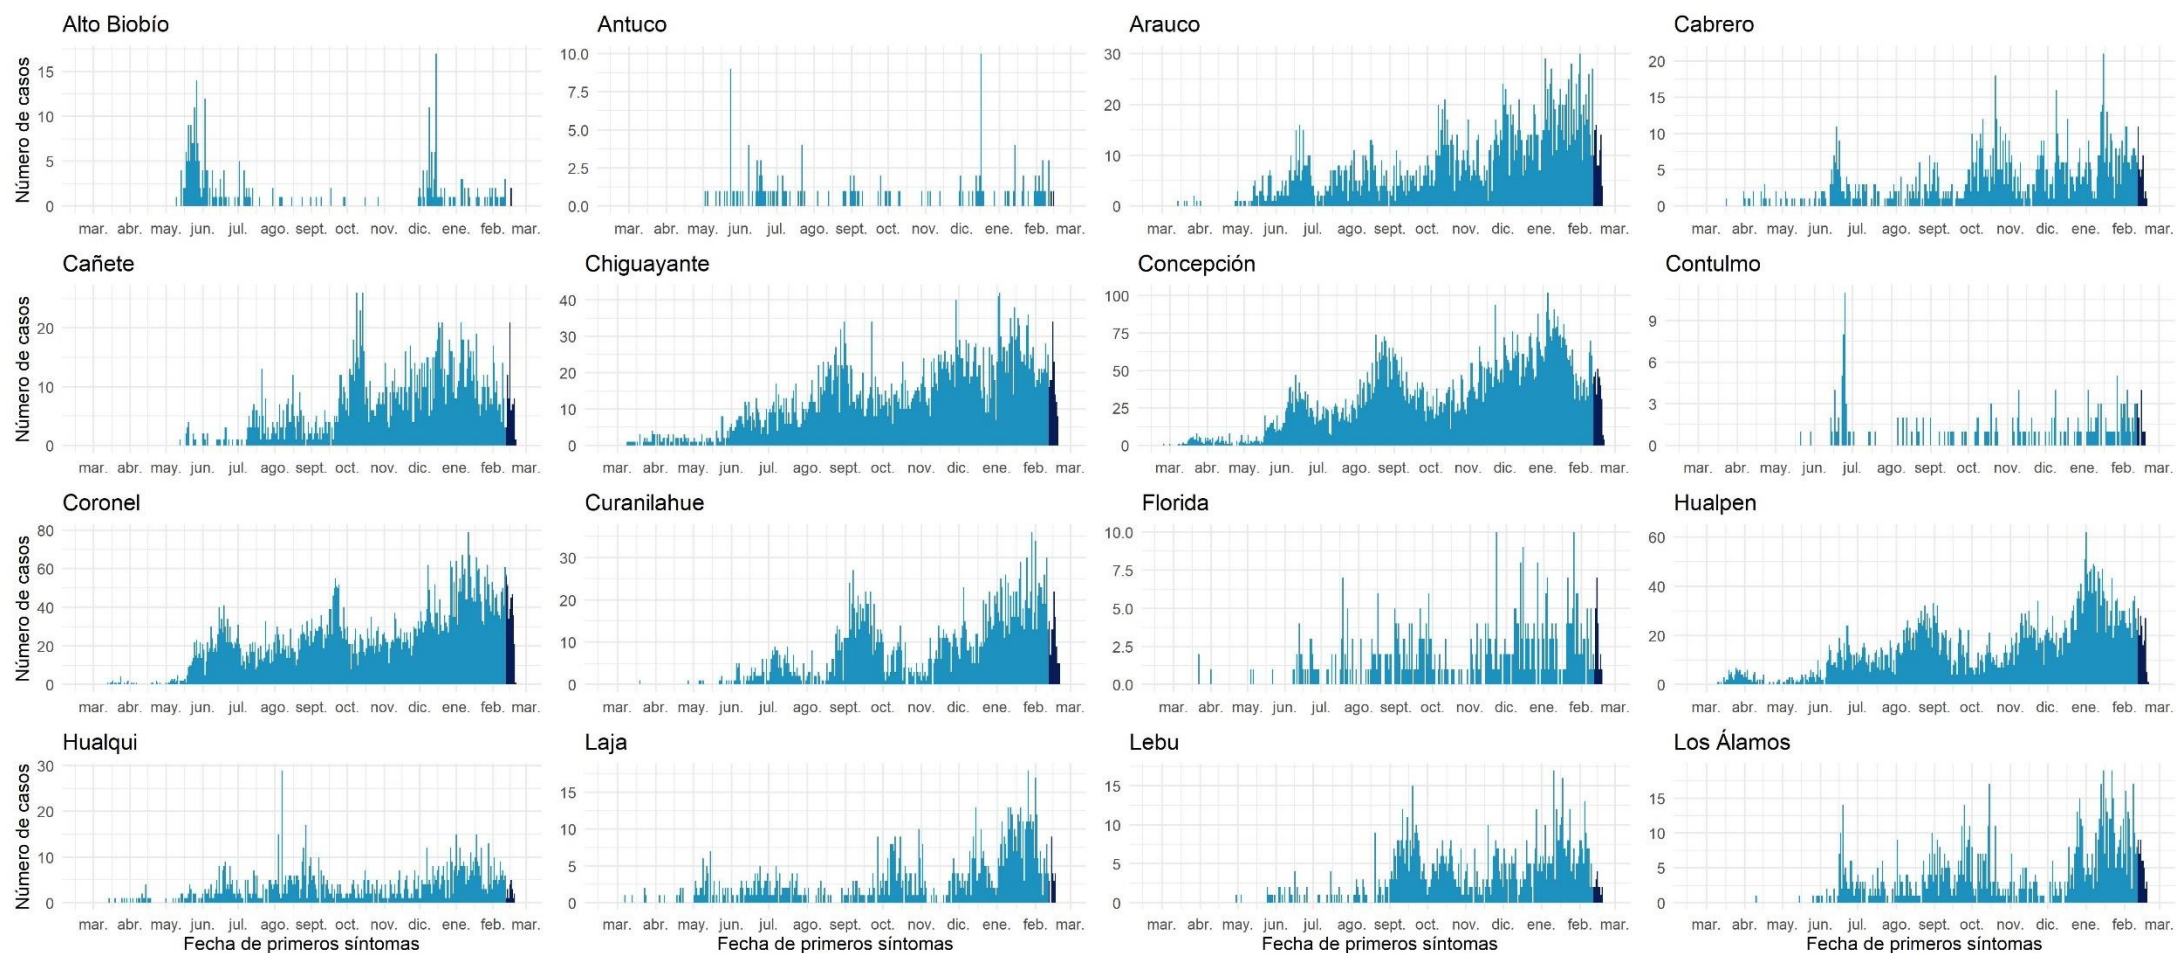 Alto Biobío
Antuco
Arauco
Cabrero
Número de casos
15
10
5
0
mar. abr. may. jun. jul. ago. sept. oct. nov. dic. ene. feb. mar.
10.0
7.5
5.0
2.5
0.0
mar. abr. may. jun. jul. ago. sept. oct. nov. dic. ene. feb. mar.
30
20
10
0
mar. abr. may. jun. jul. ago. sept. oct. nov. dic. ene. feb. mar.
20
15
10
5
0
mar. abr. may. jun. jul. ago. sept. oct. nov. dic. ene. feb. mar.
Cañete
Chiguayante
Concepción
Contulmo
Número de casos
20
10
0
mar. abr. may. jun. jul. ago. sept. oct. nov. dic. ene. feb. mar.
40
30
20
10
0
mar. abr. may. jun. jul. ago. sept. oct. nov. dic. ene. feb. mar.
100
75
50
25
0
mar. abr. may. jun. jul. ago. sept. oct. nov. dic. ene. feb. mar.
9
6
3
0
mar. abr. may. jun. jul. ago. sept. oct. nov. dic. ene. feb. mar.
Coronel
Curanilahue
Florida
Hualpen
Número de casos
80
60
40
20
0
mar. abr. may. jun. jul. ago. sept. oct. nov. dic. ene. feb. mar.
30
20
10
0
mar. abr. may. jun. jul. ago. sept. oct. nov. dic. ene. feb. mar.
10.0
7.5
5.0
2.5
0.0
mar. abr. may. jun. jul. ago. sept. oct. nov. dic. ene. feb. mar.
60
40
20
0
mar. abr. may. jun. jul. ago. sept. oct. nov. dic. ene. feb. mar.
Hualqui
Laja
Lebu
Los Álamos
Número de casos
30
20
10
0
mar. abr. may. jun. jul. ago. sept. oct. nov. dic. ene. feb. mar.
Fecha de primeros síntomas
15
10
5
0
mar. abr. may. jun. jul. ago. sept. oct. nov. dic. ene. feb. mar.
Fecha de primeros síntomas
15
10
5
0
mar. abr. may. jun. jul. ago. sept. oct. nov. dic. ene. feb. mar.
Fecha de primeros síntomas
15
10
5
0
mar. abr. may. jun. jul. ago. sept. oct. nov. dic. ene. feb. mar.
Fecha de primeros síntomas